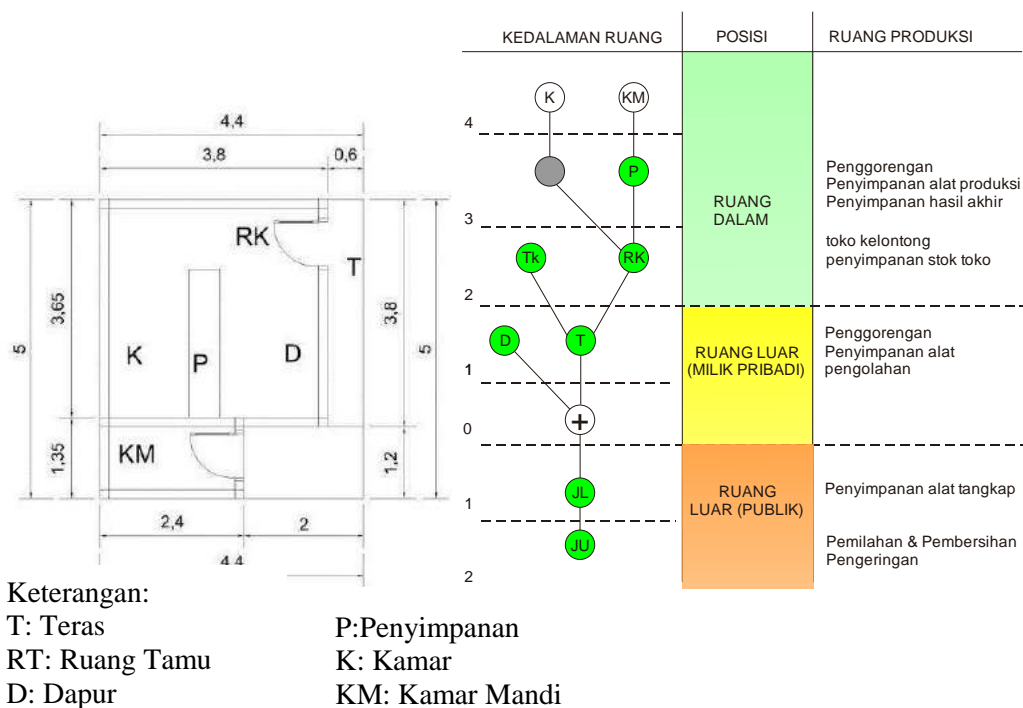 4,4
3,8 0,6
RK
T
3,65
5
3,8
5
K
P
D
KM
1,35
1,2
2,4 2
4.4
KEDALAMAN RUANG POSISI RUANG PRODUKSI
K KM
4
P
3
Tk RK
2
D T
1
+
0
JL
1
JU
2
RUANG
DALAM
RUANG LUAR
(MILIK PRIBADI)
RUANG
LUAR (PUBLIK)
Penggorengan
Penyimpanan alat produksi
Penyimpanan hasil akhir
toko kelontong
penyimpanan stok toko
Penggorengan
Penyimpanan alat
pengolahan
Penyimpanan alat tangkap
Pemilahan & Pembersihan
Pengeringan
Keterangan:
T: Teras P:Penyimpanan
RT: Ruang Tamu K: Kamar
D: Dapur KM: Kamar Mandi